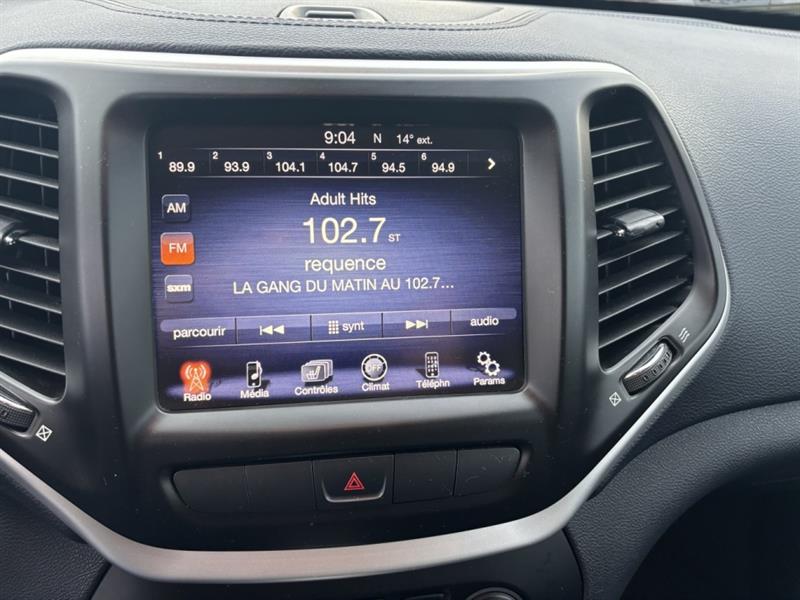 9:04 N 14° ext.
1 89.9 2 93.9 3 104.1 4 104.7 5 94.5 6 94.9
AM
Adult Hits
FM
102.7 ST
requence
sxm
LA GANG DU MATIN AU 102.7...
parcourir synt audio
Radio Média Contrôles OFF Climat Téléphn Params